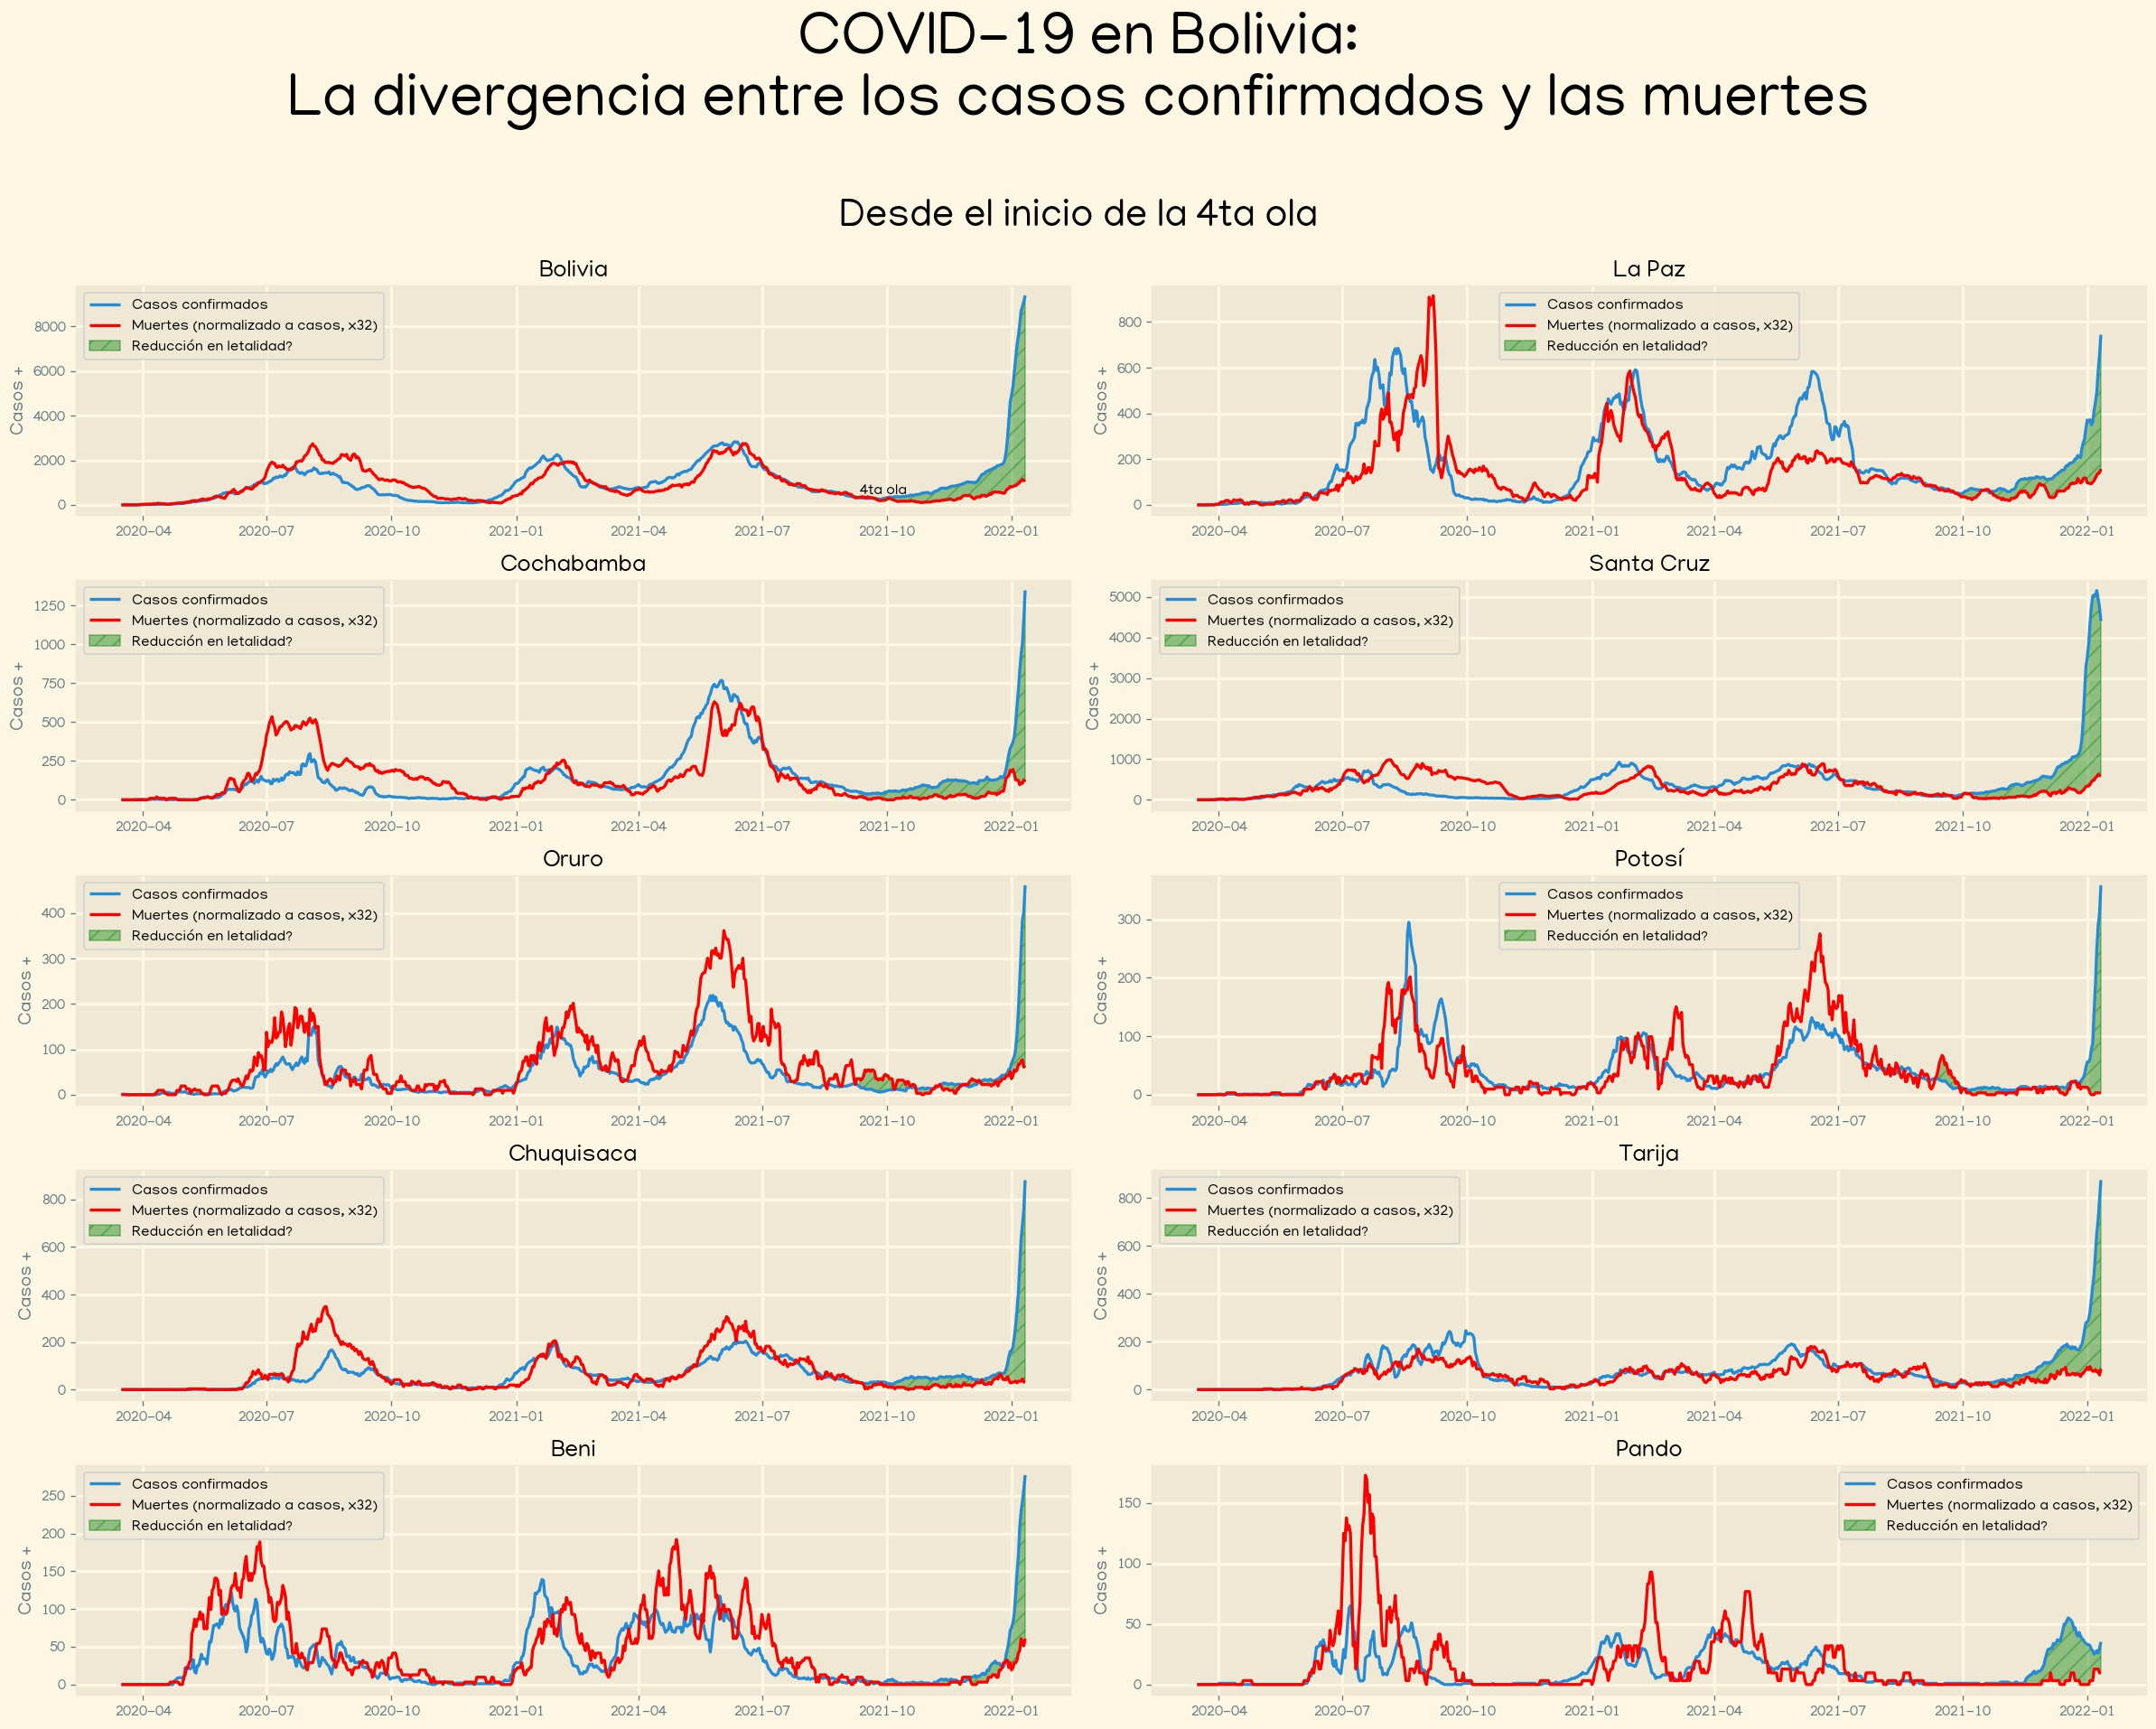 COVID-19 en Bolivia:
La divergencia entre los casos confirmados y las muertes
Desde el inicio de la 4ta ola
Bolivia
Casos confirmados
Muertes (normalizado a casos, x32)
Reducción en letalidad?
Casos +
8000
6000
4000
2000
0
4ta ola
2020-04 2020-07 2020-10 2021-01 2021-04 2021-07 2021-10 2022-01
La Paz
Casos confirmados
Muertes (normalizado a casos, x32)
Reducción en letalidad?
Casos +
800
600
400
200
0
2020-04 2020-07 2020-10 2021-01 2021-04 2021-07 2021-10 2022-01
Cochabamba
Casos confirmados
Muertes (normalizado a casos, x32)
Reducción en letalidad?
Casos +
1250
1000
750
500
250
0
2020-04 2020-07 2020-10 2021-01 2021-04 2021-07 2021-10 2022-01
Santa Cruz
Casos confirmados
Muertes (normalizado a casos, x32)
Reducción en letalidad?
Casos +
5000
4000
3000
2000
1000
0
2020-04 2020-07 2020-10 2021-01 2021-04 2021-07 2021-10 2022-01
Oruro
Casos confirmados
Muertes (normalizado a casos, x32)
Reducción en letalidad?
Casos +
400
300
200
100
0
2020-04 2020-07 2020-10 2021-01 2021-04 2021-07 2021-10 2022-01
Potosí
Casos confirmados
Muertes (normalizado a casos, x32)
Reducción en letalidad?
Casos +
300
200
100
0
2020-04 2020-07 2020-10 2021-01 2021-04 2021-07 2021-10 2022-01
Chuquisaca
Casos confirmados
Muertes (normalizado a casos, x32)
Reducción en letalidad?
Casos +
800
600
400
200
0
2020-04 2020-07 2020-10 2021-01 2021-04 2021-07 2021-10 2022-01
Tarija
Casos confirmados
Muertes (normalizado a casos, x32)
Reducción en letalidad?
Casos +
800
600
400
200
0
2020-04 2020-07 2020-10 2021-01 2021-04 2021-07 2021-10 2022-01
Beni
Casos confirmados
Muertes (normalizado a casos, x32)
Reducción en letalidad?
Casos +
250
200
150
100
50
0
2020-04 2020-07 2020-10 2021-01 2021-04 2021-07 2021-10 2022-01
Pando
Casos confirmados
Muertes (normalizado a casos, x32)
Reducción en letalidad?
Casos +
150
100
50
0
2020-04 2020-07 2020-10 2021-01 2021-04 2021-07 2021-10 2022-01